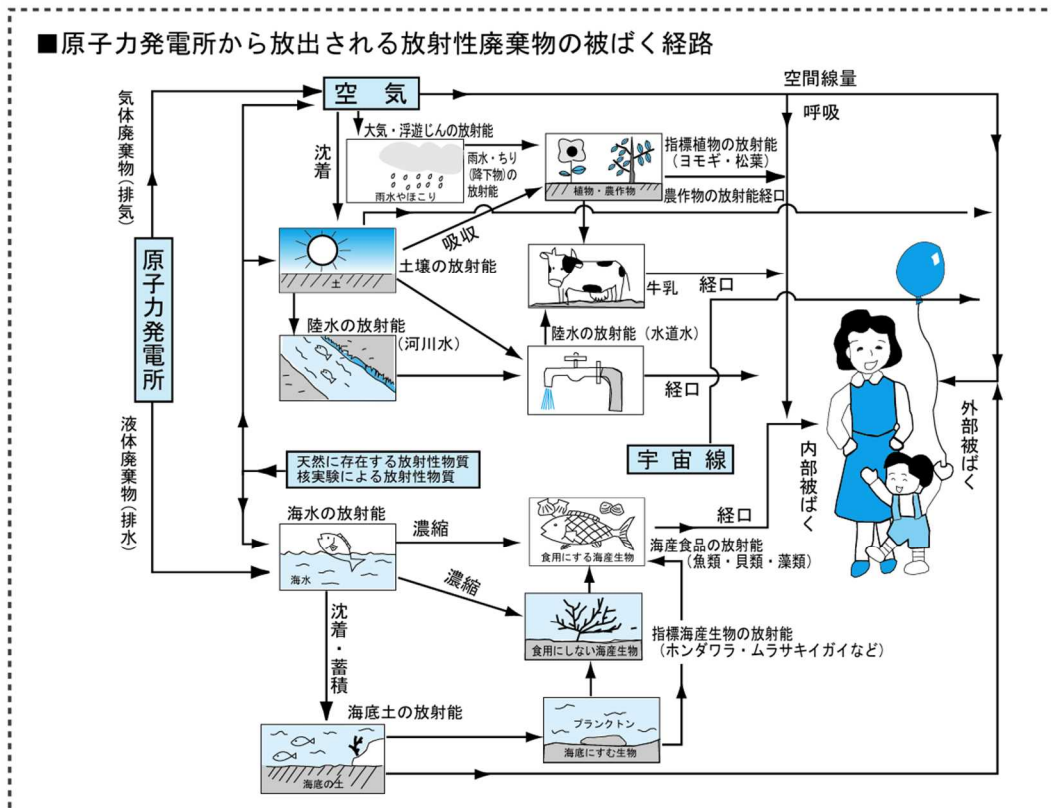 ■原子力発電所から放出される放射性廃棄物の被ばく経路
空気
空間線量
呼吸
気体廃棄物(排気)
沈着
大気・浮遊じんの放射能
雨水・ちり
(降下物)の
放射能
雨水やほこり
植物・農作物
指標植物の放射能
(ヨモギ・松葉)
農作物の放射能経口
原子力発電所
吸収
土壌の放射能
土
牛乳
経口
陸水の放射能
(河川水)
陸水の放射能(水道水)
経口
宇宙線
内部被ばく
外部被ばく
液体廃棄物(排水)
天然に存在する放射性物質
核実験による放射性物質
海水の放射能
海水
濃縮
濃縮
食用にする海産生物
経口
海産食品の放射能
(魚類・貝類・藻類)
沈着・蓄積
食用にしない海産生物
指標海産生物の放射能
(ホンダワラ・ムラサキイガイなど)
海底土の放射能
プランクトン
海底にすむ生物
海底の土